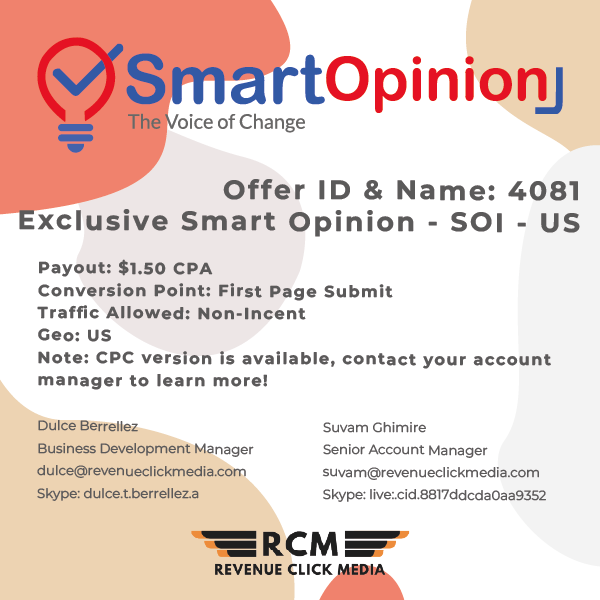 SmartOpinion
The Voice of Change
Offer ID & Name: 4081
Exclusive Smart Opinion - SOI - US
Payout: $1.50 CPA
Conversion Point: First Page Submit
Traffic Allowed: Non-Incent
Geo: US
Note: CPC version is available, contact your account
manager to learn more!
Dulce Berrellez
Business Development Manager
dulce@revenueclickmedia.com
Skype: dulce.t.berrellez.a
Suvam Ghimire
Senior Account Manager
suvam@revenueclickmedia.com
Skype: live:.cid.8817ddcda0aa9352
RCM
REVENUE CLICK MEDIA